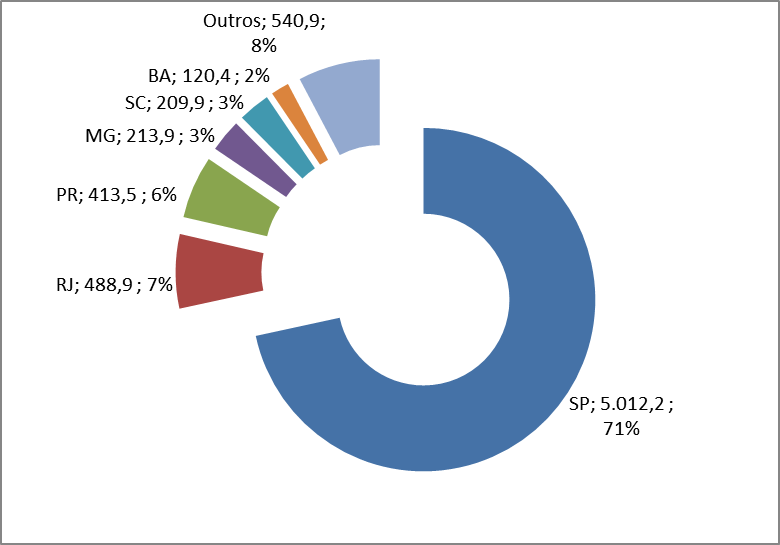 Outros; 540,9;
8%
BA; 120,4 ; 2%
SC; 209,9 ; 3%
MG; 213,9 ; 3%
PR; 413,5 ; 6%
RJ; 488,9 ; 7%
SP; 5.012,2 ;
71%